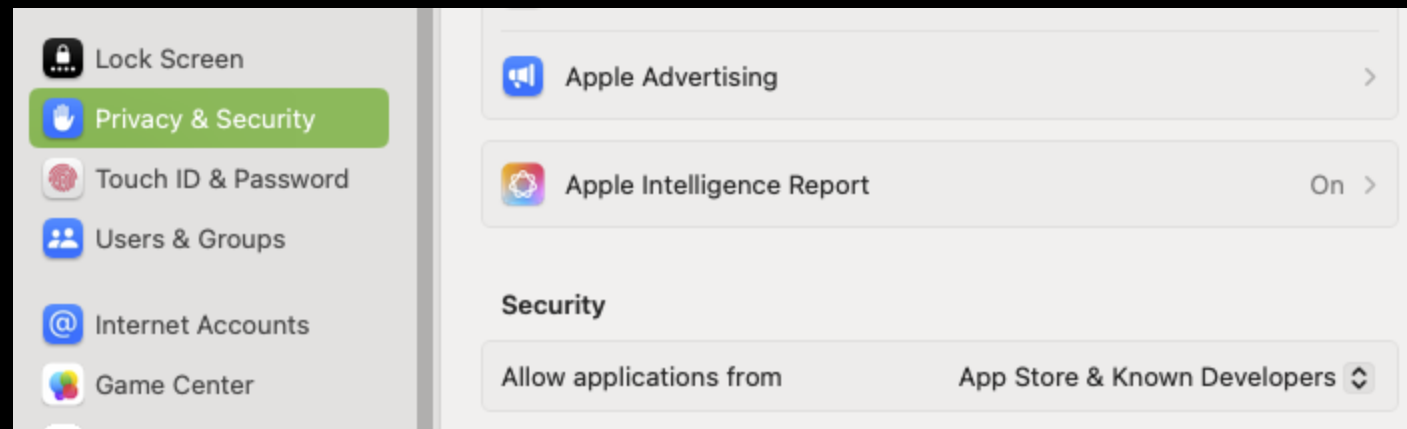 Lock Screen
Privacy & Security
Touch ID & Password
Users & Groups
Internet Accounts
Game Center
Apple Advertising
Apple Intelligence Report On
Security
Allow applications from App Store & Known Developers